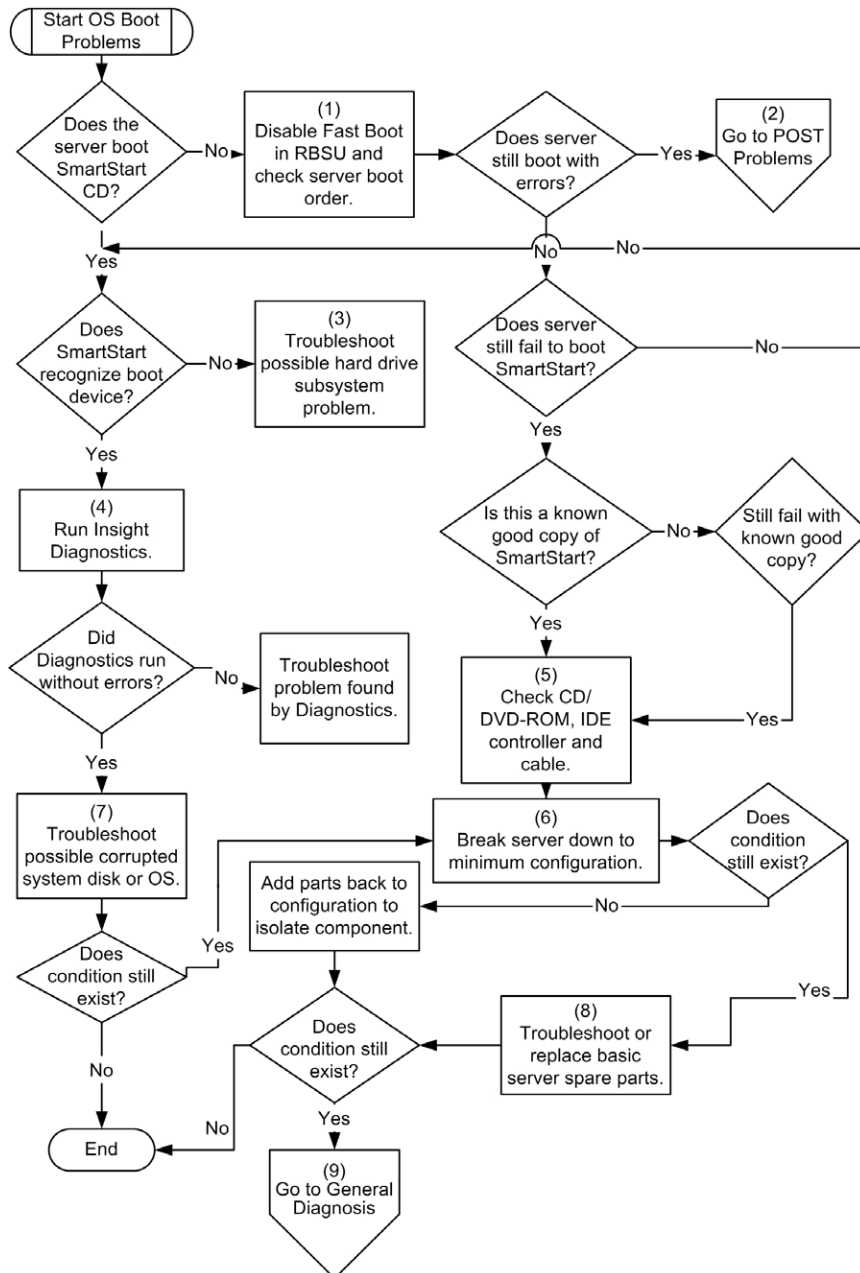 Start OS Boot
Problems
Does the
server boot
SmartStart
CD?
No
(1)
Disable Fast Boot
in RBSU and
check server boot
order.
Does server
still boot with
errors?
Yes
(2)
Go to POST
Problems
Yes
No
No
Does
SmartStart
recognize boot
device?
No
(3)
Troubleshoot
possible hard drive
subsystem
problem.
Does server
still fail to boot
SmartStart?
No
Yes
Yes
(4)
Run Insight
Diagnostics.
Is this a known
good copy of
SmartStart?
No
Still fail with
known good
copy?
Did
Diagnostics run
without errors?
No
Troubleshoot
problem found
by Diagnostics.
Yes
(5)
Check CD/
DVD-ROM, IDE
controller and
cable.
Yes
Yes
(7)
Troubleshoot
possible corrupted
system disk or OS.
(6)
Break server down to
minimum configuration.
Does
condition
still exist?
Add parts back to
configuration to
isolate component.
No
Yes
Does
condition still
exist?
Yes
(8)
Troubleshoot or
replace basic
server spare parts.
Does
condition still
exist?
No
No
Yes
End
(9)
Go to General
Diagnosis